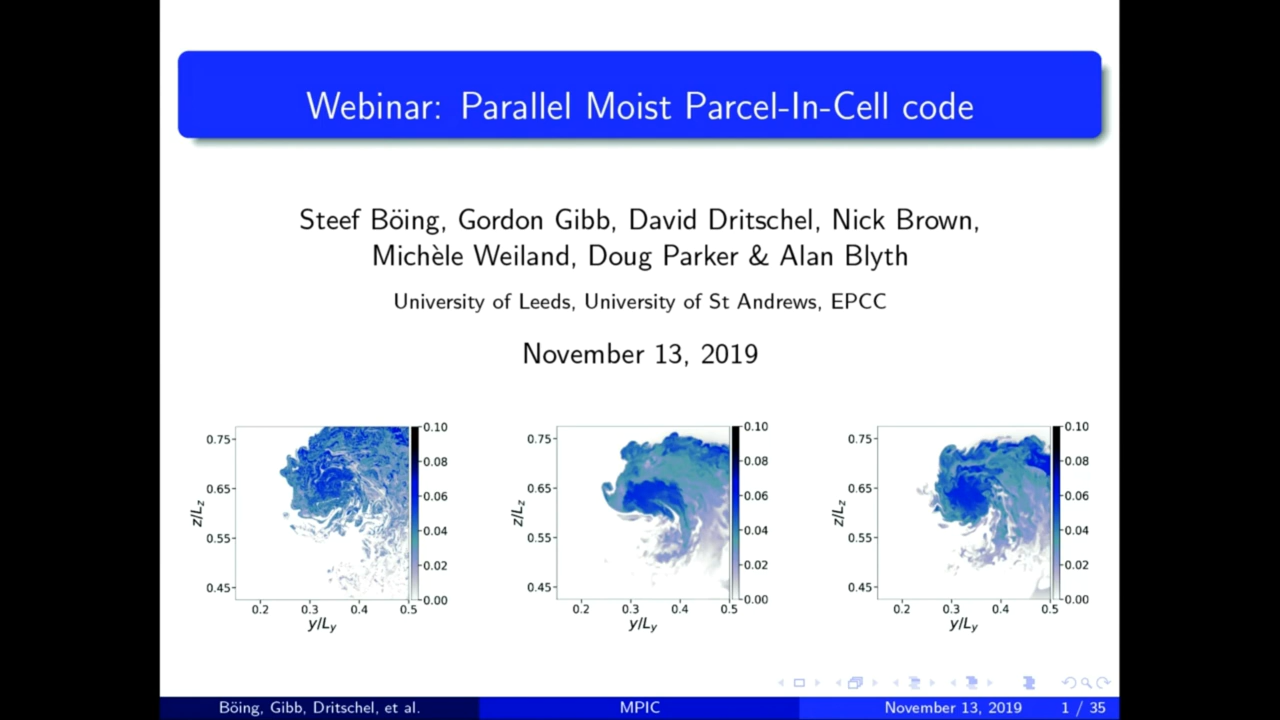 Webinar: Parallel Moist Parcel-In-Cell code
Steef Böing, Gordon Gibb, David Dritschel, Nick Brown,
Michèle Weiland, Doug Parker & Alan Blyth
University of Leeds, University of St Andrews, EPCC
November 13, 2019
0.75
0.65
0.55
0.45
z/Lz
0.2 0.3 0.4 0.5
y/Ly
0.10
0.08
0.06
0.04
0.02
0.00
0.75
0.65
0.55
0.45
z/Lz
0.2 0.3 0.4 0.5
y/Ly
0.10
0.08
0.06
0.04
0.02
0.00
0.75
0.65
0.55
0.45
z/Lz
0.2 0.3 0.4 0.5
y/Ly
0.10
0.08
0.06
0.04
0.02
0.00
Böing, Gibb, Dritschel, et al. MPIC November 13, 2019 1 / 35